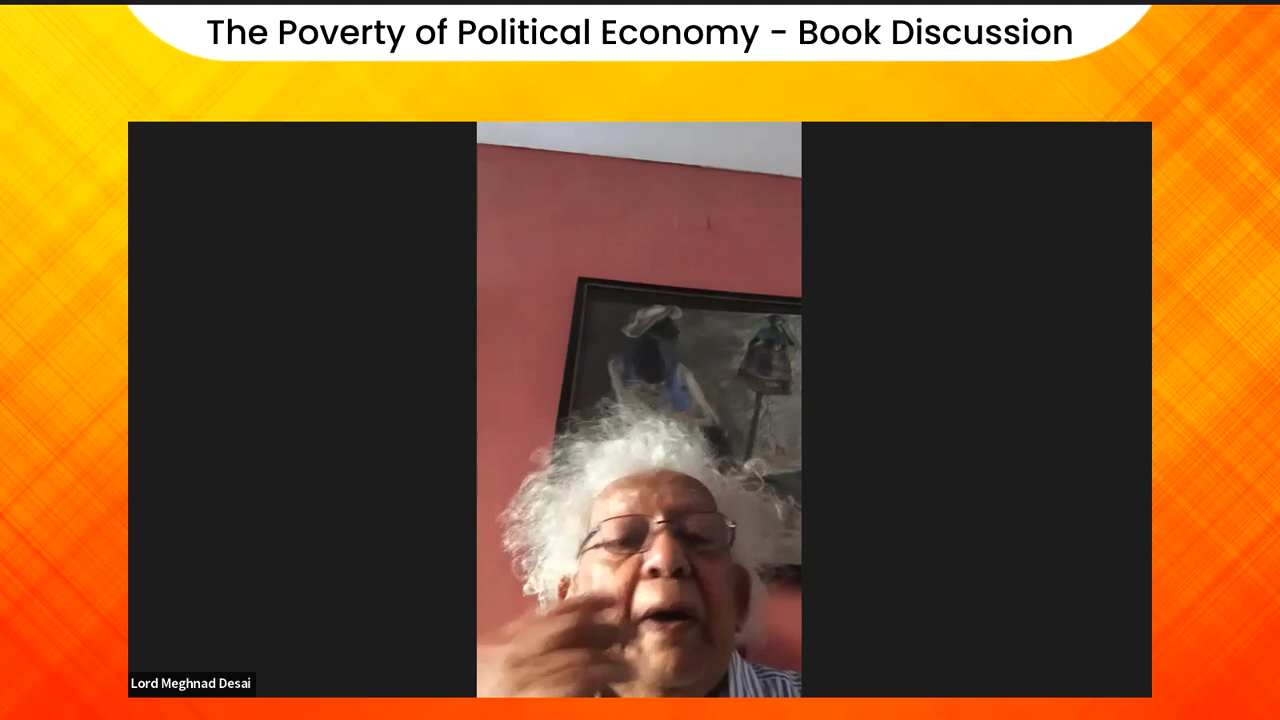 The Poverty of Political Economy - Book Discussion
Lord Meghnad Desai